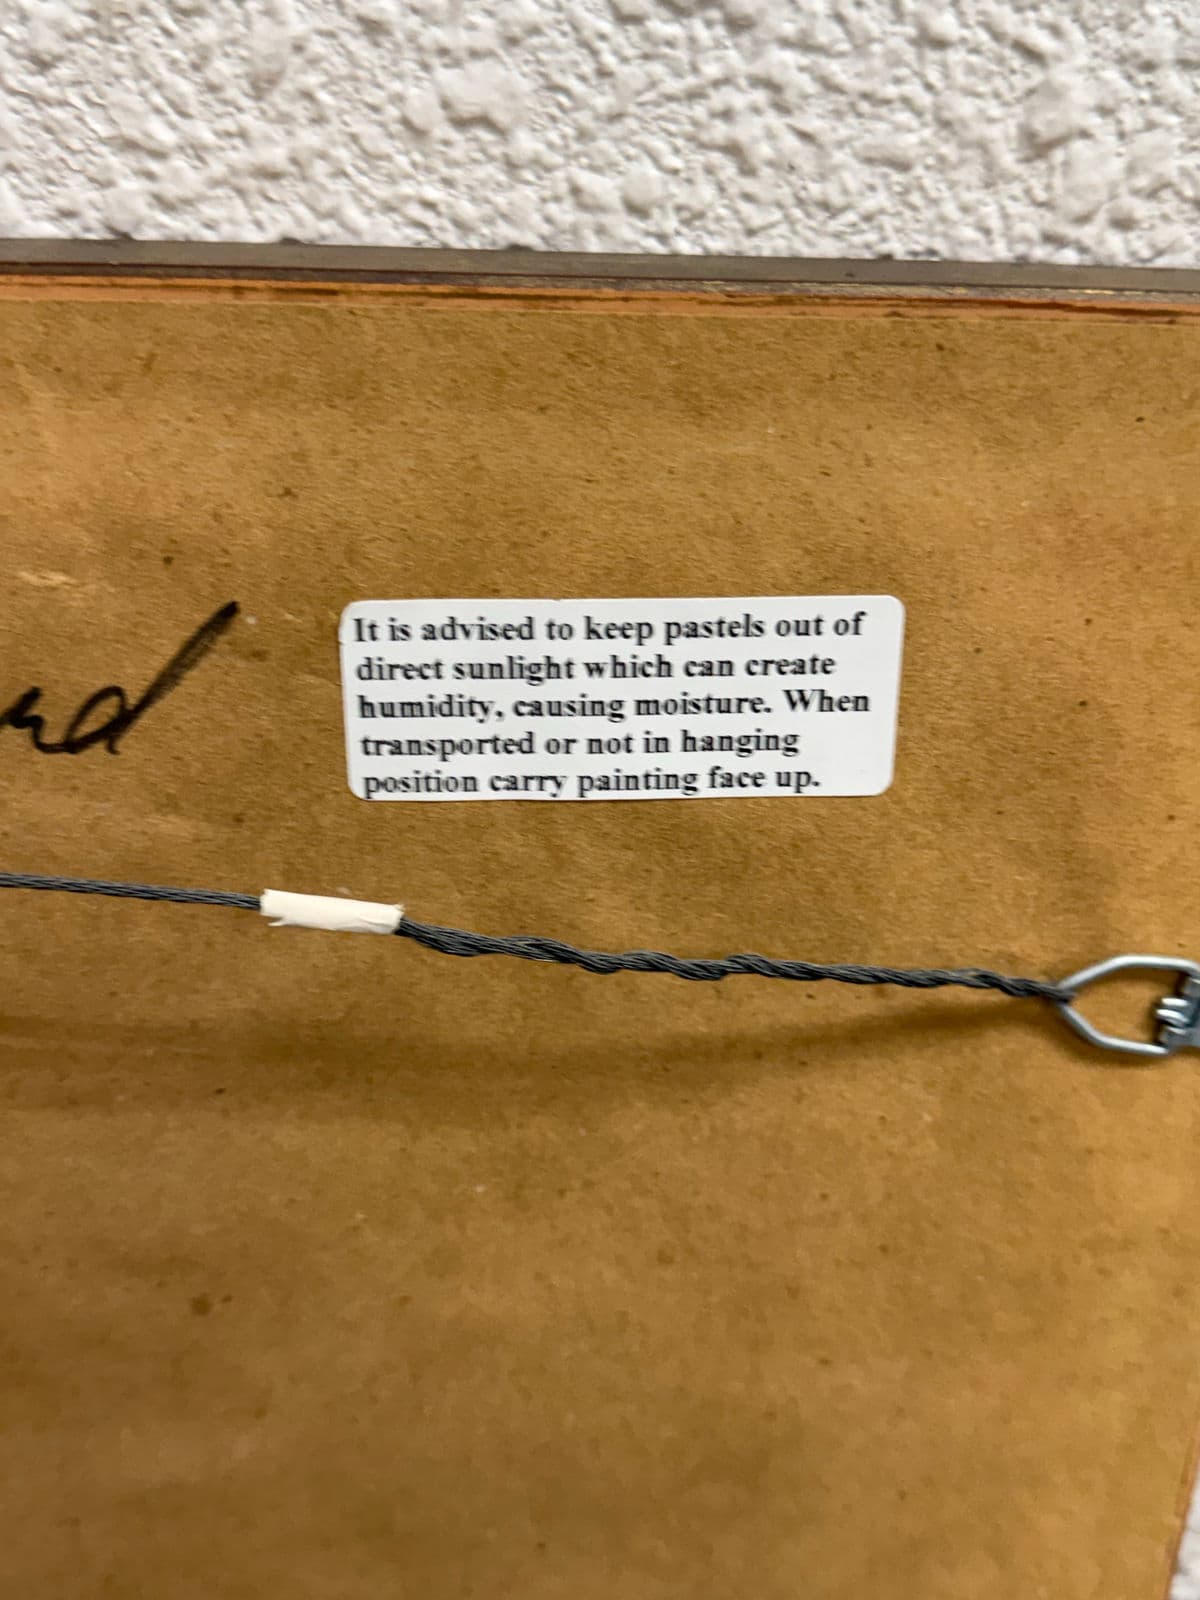 It is advised to keep pastels out of
direct sunlight which can create
humidity, causing moisture. When
transported or not in hanging
position carry painting face up.